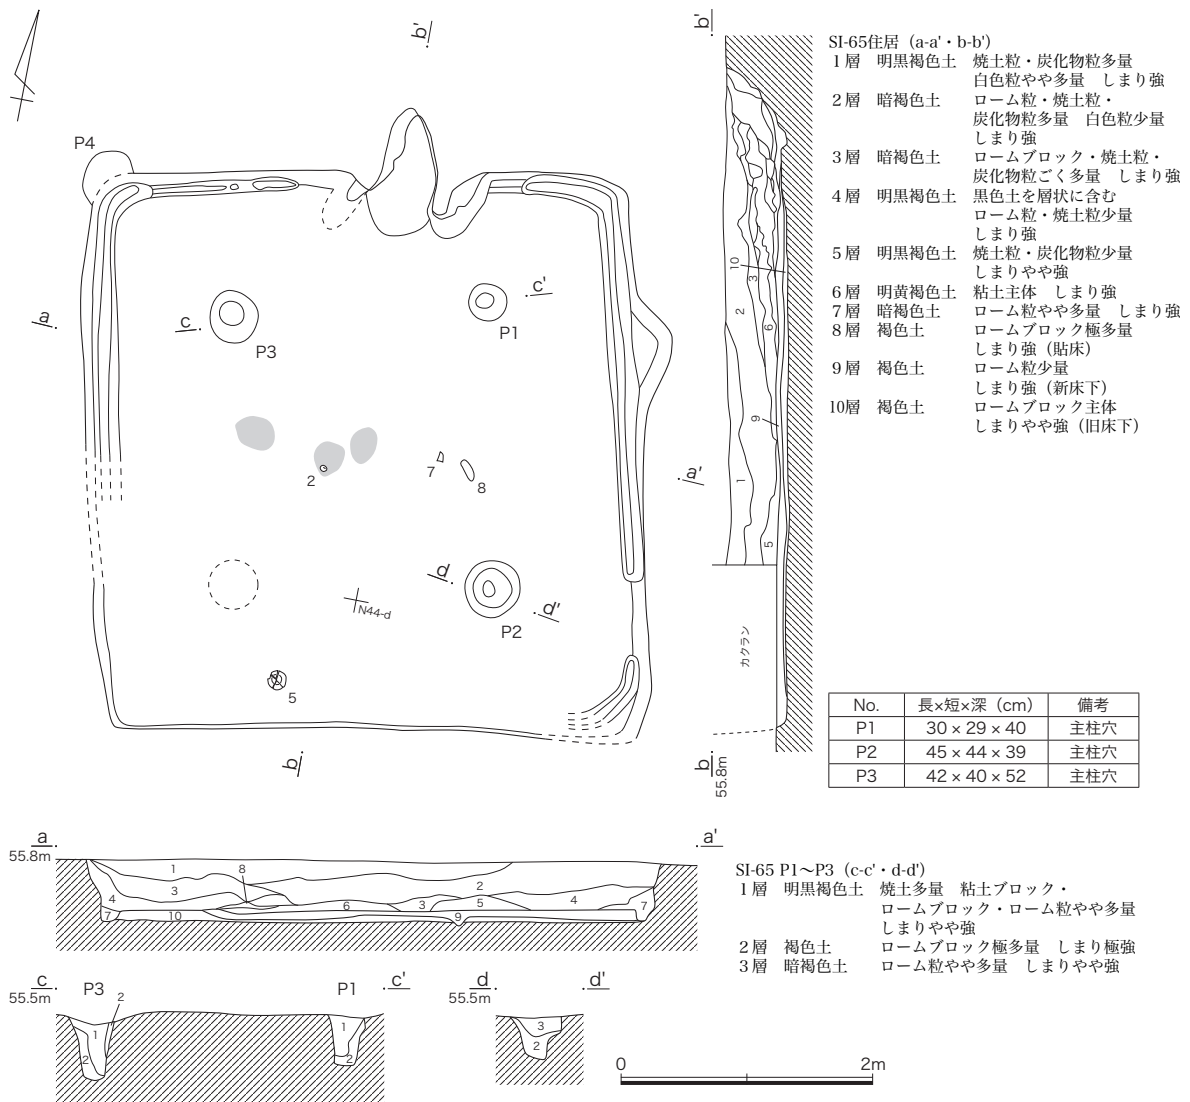 b'
P4
c'
P1
a
c
P3
2
7
8
a'
d
d'
N44-d
P2
5
b
b'
10
3
2
6
9
1
5
カクラン
b
55.8m
SI-65住居（a-a'・b-b'）
1層　明黒褐色土　焼土粒・炭化物粒多量
白色粒やや多量　しまり強
2層　暗褐色土　ローム粒・焼土粒・
炭化物粒多量　白色粒少量
しまり強
3層　暗褐色土　ロームブロック・焼土粒・
炭化物粒ごく多量　しまり強
4層　明黒褐色土　黒色土を層状に含む
ローム粒・焼土粒少量
しまり強
5層　明黒褐色土　焼土粒・炭化物粒少量
しまりやや強
6層　明黄褐色土　粘土主体　しまり強
7層　暗褐色土　ローム粒やや多量　しまり強
8層　褐色土　ロームブロック極多量
しまり強（貼床）
9層　褐色土　ローム粒少量
しまり強（新床下）
10層　褐色土　ロームブロック主体
しまりやや強（旧床下）
No.　長×短×深（cm）　備考
P1　30 × 29 × 40　主柱穴
P2　45 × 44 × 39　主柱穴
P3　42 × 40 × 52　主柱穴
a
55.8m
a'
1
8
3
2
4
7
10
6
3
5
9
4
7
c
55.5m
P3
2
P1
c'
1
2
1
2
d
55.5m
d'
3
2
SI-65 P1～P3（c-c'・d-d'）
1層　明黒褐色土　焼土多量　粘土ブロック・
ロームブロック・ローム粒やや多量
しまりやや強
2層　褐色土　ロームブロック極多量　しまり極強
3層　暗褐色土　ローム粒やや多量　しまりやや強
0
2m